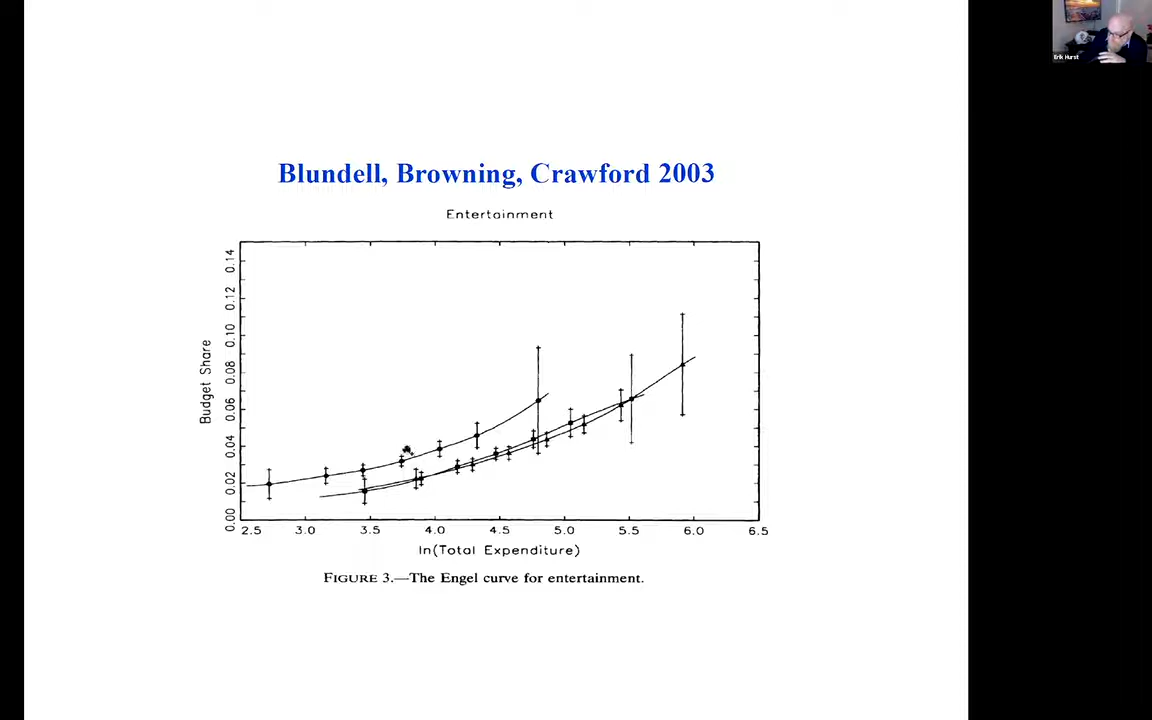 Erik Hurst
Blundell, Browning, Crawford 2003
Entertainment
Budget Share
0.14
0.12
0.10
0.08
0.06
0.04
0.02
0.00
2.5 3.0 3.5 4.0 4.5 5.0 5.5 6.0 6.5
ln(Total Expenditure)
FIGURE 3.—The Engel curve for entertainment.